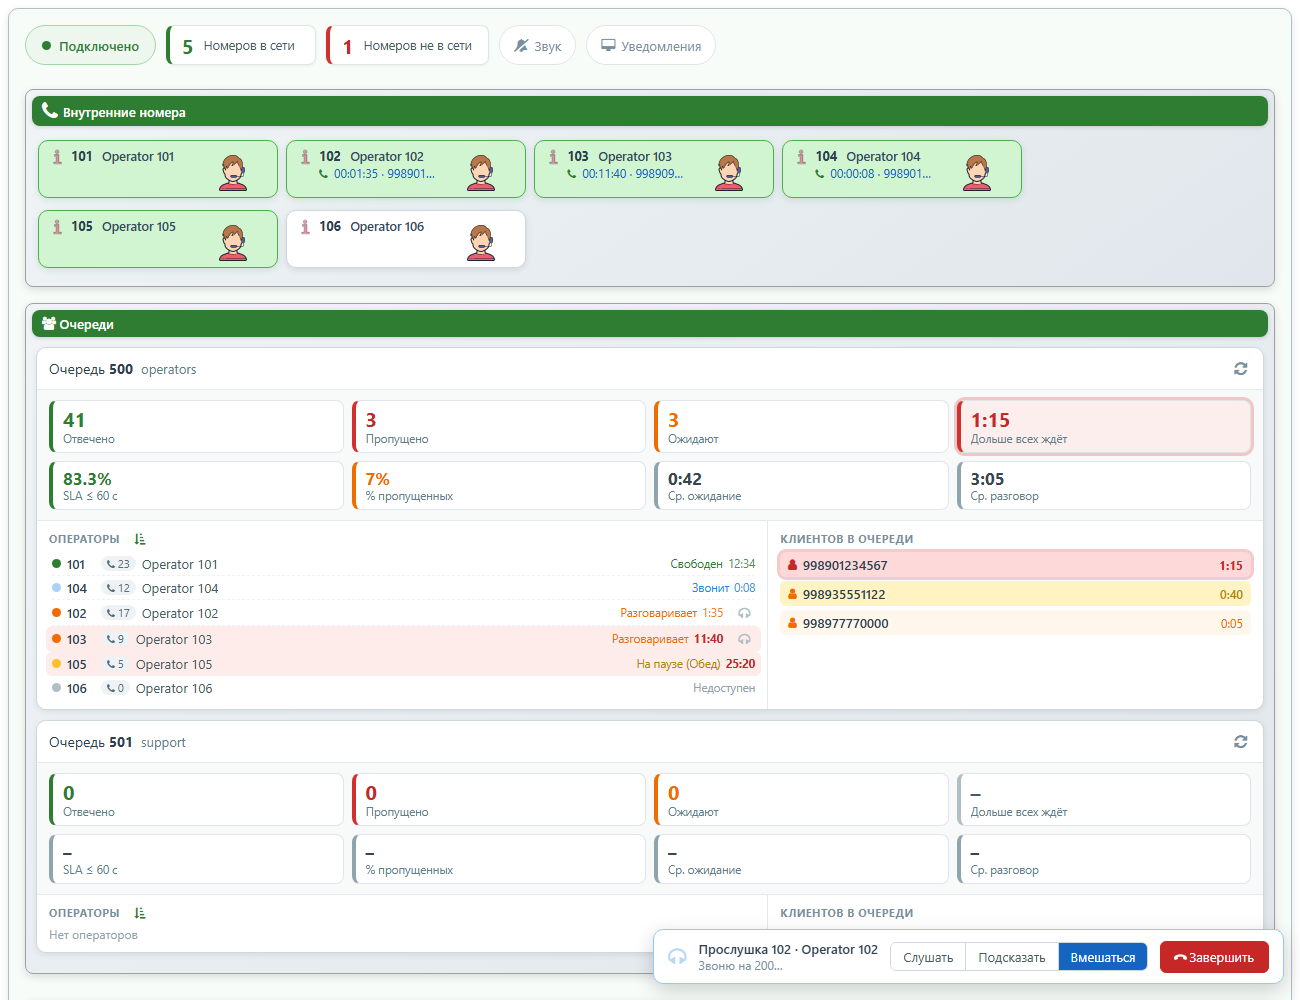 Подключено
5 Номеров в сети
1 Номеров не в сети
Звук
Уведомления
Внутренние номера
101 Operator 101
102 Operator 102
00:01:35 · 998901...
103 Operator 103
00:11:40 · 998909...
104 Operator 104
00:00:08 · 998901...
105 Operator 105
106 Operator 106
Очереди
Очередь 500 operators
41
Отвечено
3
Пропущено
3
Ожидают
1:15
Дольше всех ждёт
83.3%
SLA ≤ 60 с
7%
% пропущенных
0:42
Ср. ожидание
3:05
Ср. разговор
ОПЕРАТОРЫ
101 23 Operator 101 Свободен 12:34
104 12 Operator 104 Звонит 0:08
102 17 Operator 102 Разговаривает 1:35
103 9 Operator 103 Разговаривает 11:40
105 5 Operator 105 На паузе (Обед) 25:20
106 0 Operator 106 Недоступен
КЛИЕНТОВ В ОЧЕРЕДИ
998901234567 1:15
998935551122 0:40
998977770000 0:05
Очередь 501 support
0
Отвечено
0
Пропущено
0
Ожидают
–
Дольше всех ждёт
–
SLA ≤ 60 с
–
% пропущенных
–
Ср. ожидание
–
Ср. разговор
ОПЕРАТОРЫ
Нет операторов
КЛИЕНТОВ В ОЧЕРЕДИ
Прослушка 102 · Operator 102
Звоню на 200...
Слушать
Подсказать
Вмешаться
Завершить